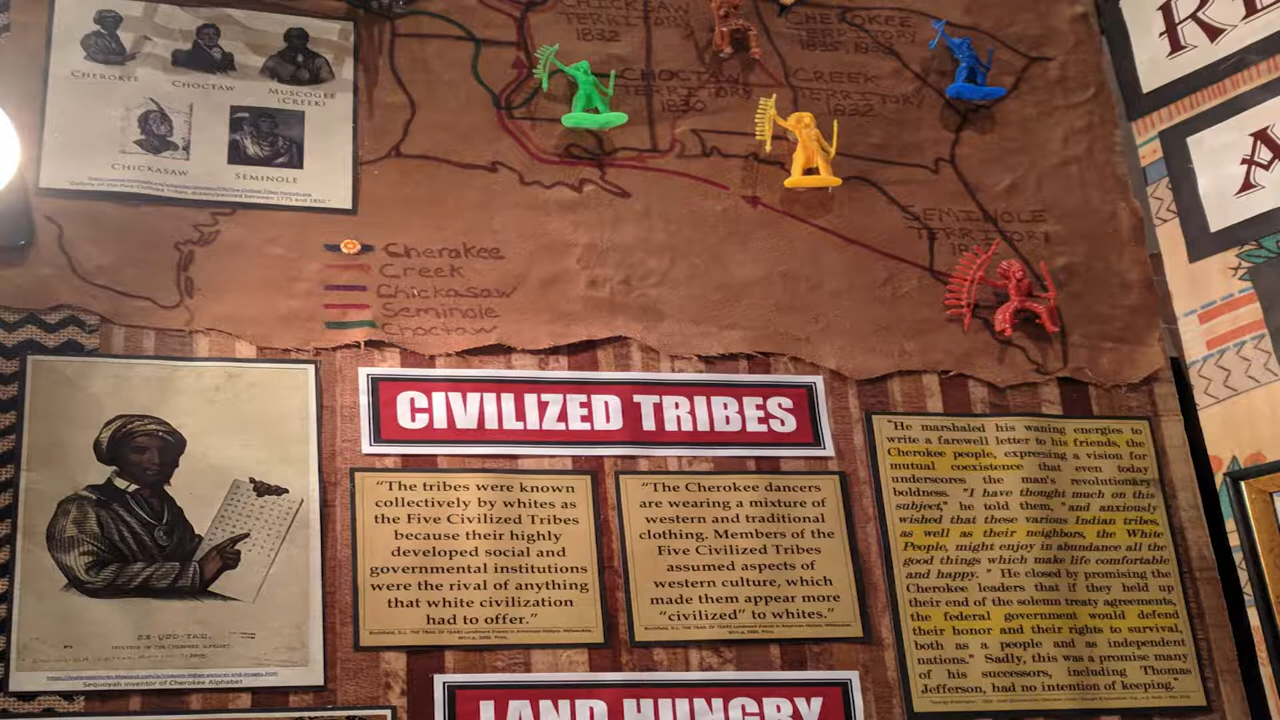 CHEROKEE
CHOCTAW
MUSCOGEE
(CREEK)
CHICKASAW
SEMINOLE
CHICKSAW
TERRITORY
1832
CHEROKEE
TERRITORY
1835,
CHOCTAW
TERRITORY
1830
CREEK
TERRITORY
1832
SEMINOLE
TERRITORY
Cherakee
Creek
Chickasaw
Seminole
Choctaw
CIVILIZED TRIBES
"The tribes were known
collectively by whites as
the Five Civilized Tribes
because their highly
developed social and
governmental institutions
were the rival of anything
that white civilization
had to offer."
"The Cherokee dancers
are wearing a mixture of
western and traditional
clothing. Members of the
Five Civilized Tribes
assumed aspects of
western culture, which
made them appear more
"civilized" to whites."
"He marshaled his waning energies to
write a farewell letter to his friends, the
Cherokee people, expressing a vision for
mutual coexistence that even today
underscores the man's revolutionary
boldness. "I have thought much on this
subject," he told them, "and anxiously
wished that these various Indian tribes,
as well as their neighbors, the White
People, might enjoy in abundance all the
good things which make life comfortable
and happy. " He closed by promising the
Cherokee leaders that if they held up
their end of the solemn treaty agreements,
the federal government would defend
their honor and their rights to survival,
both as a people and as independent
nations." Sadly, this was a promise many
of his successors, including Thomas
Jefferson, had no intention of keeping."
SE-QUO-YAH.
INVENTOR OF THE CHEROKEE ALPHABET
Sequoyah inventor of Cherokee Alphabet
LAND HUNGRY